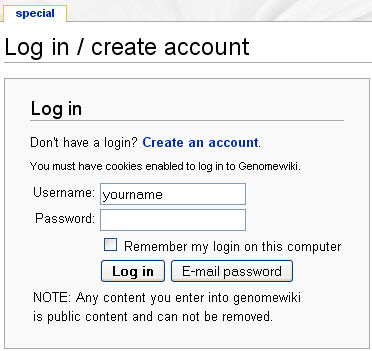 special
Log in / create account
Log in
Don't have a login? Create an account.
You must have cookies enabled to log in to Genomewiki.
Username: yourname
Password:
Remember my login on this computer
Log in E-mail password
NOTE: Any content you enter into genomewiki
is public content and can not be removed.